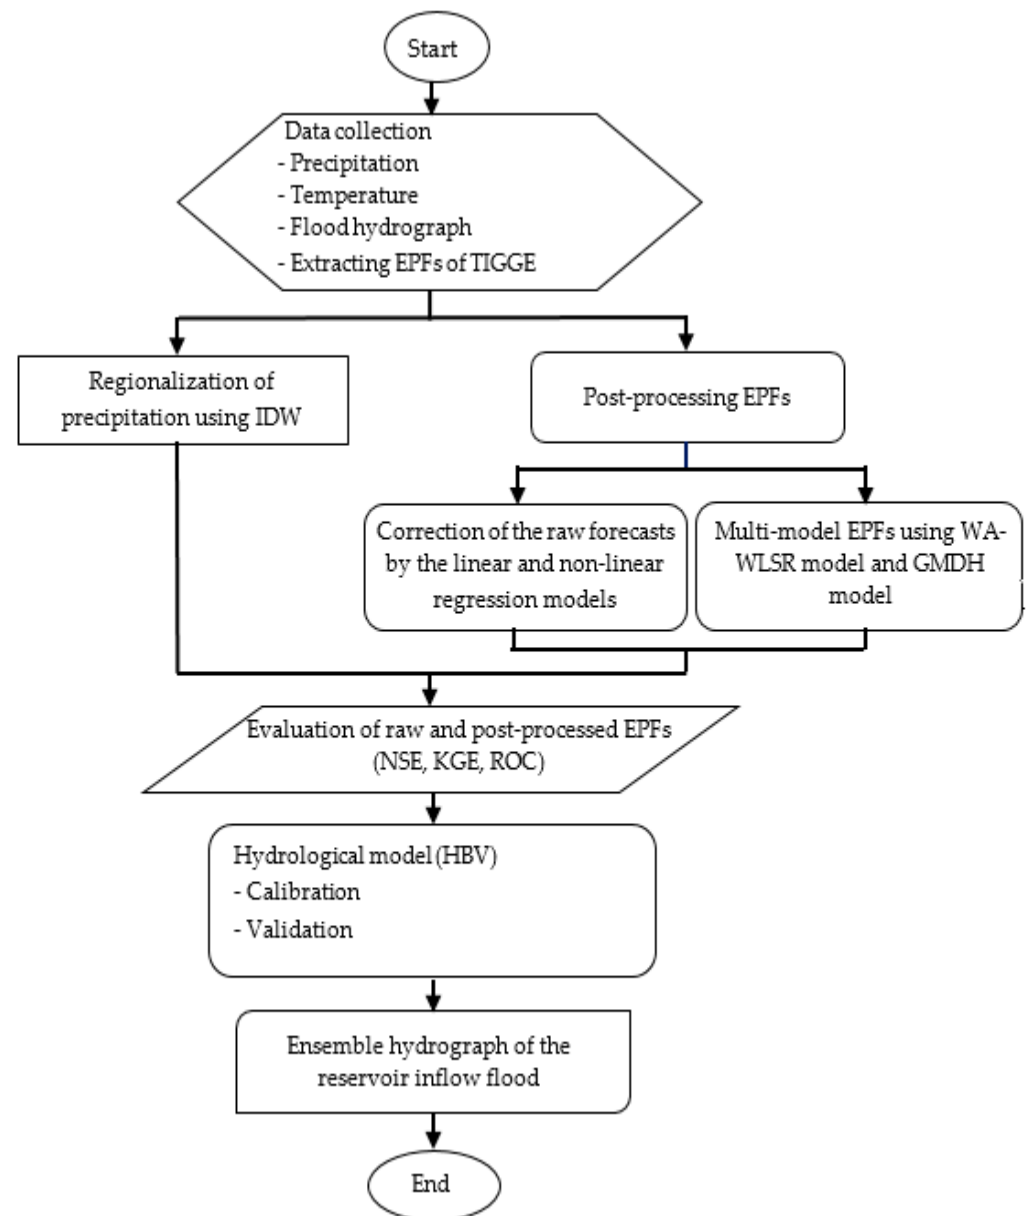 Start
Data collection
- Precipitation
- Temperature
- Flood hydrograph
- Extracting EPFs of TIGGE
Regionalization of
precipitation using IDW
Post-processing EPFs
Correction of the raw forecasts
by the linear and non-linear
regression models
Multi-model EPFs using WA-
WLSR model and GMDH
model
Evaluation of raw and post-processed EPFs
(NSE, KGE, ROC)
Hydrological model (HBV)
- Calibration
- Validation
Ensemble hydrograph of the
reservoir inflow flood
End